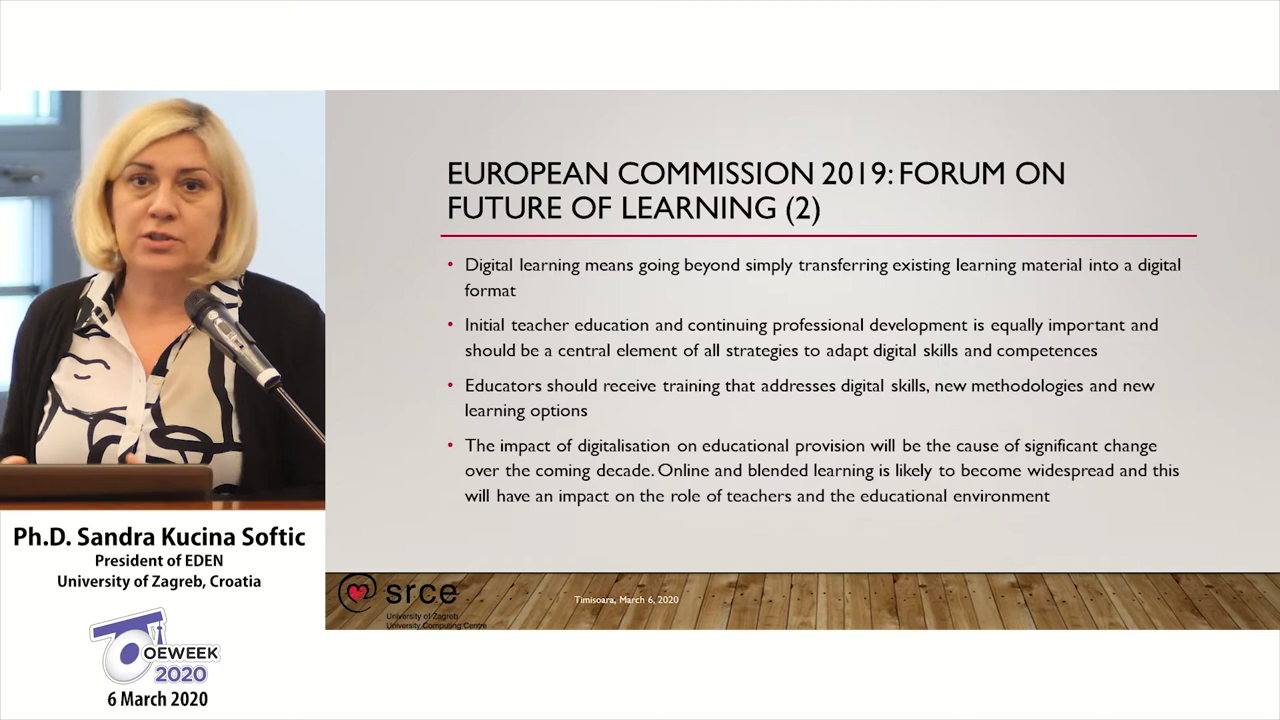 EUROPEAN COMMISSION 2019: FORUM ON
FUTURE OF LEARNING (2)
• Digital learning means going beyond simply transferring existing learning material into a digital
format
• Initial teacher education and continuing professional development is equally important and
should be a central element of all strategies to adapt digital skills and competences
• Educators should receive training that addresses digital skills, new methodologies and new
learning options
• The impact of digitalisation on educational provision will be the cause of significant change
over the coming decade. Online and blended learning is likely to become widespread and this
will have an impact on the role of teachers and the educational environment
srce
University of Zagreb
University Computing Centre
Timisoara, March 6, 2020
Ph.D. Sandra Kucina Softic
President of EDEN
University of Zagreb, Croatia
OEWEEK
2020
6 March 2020